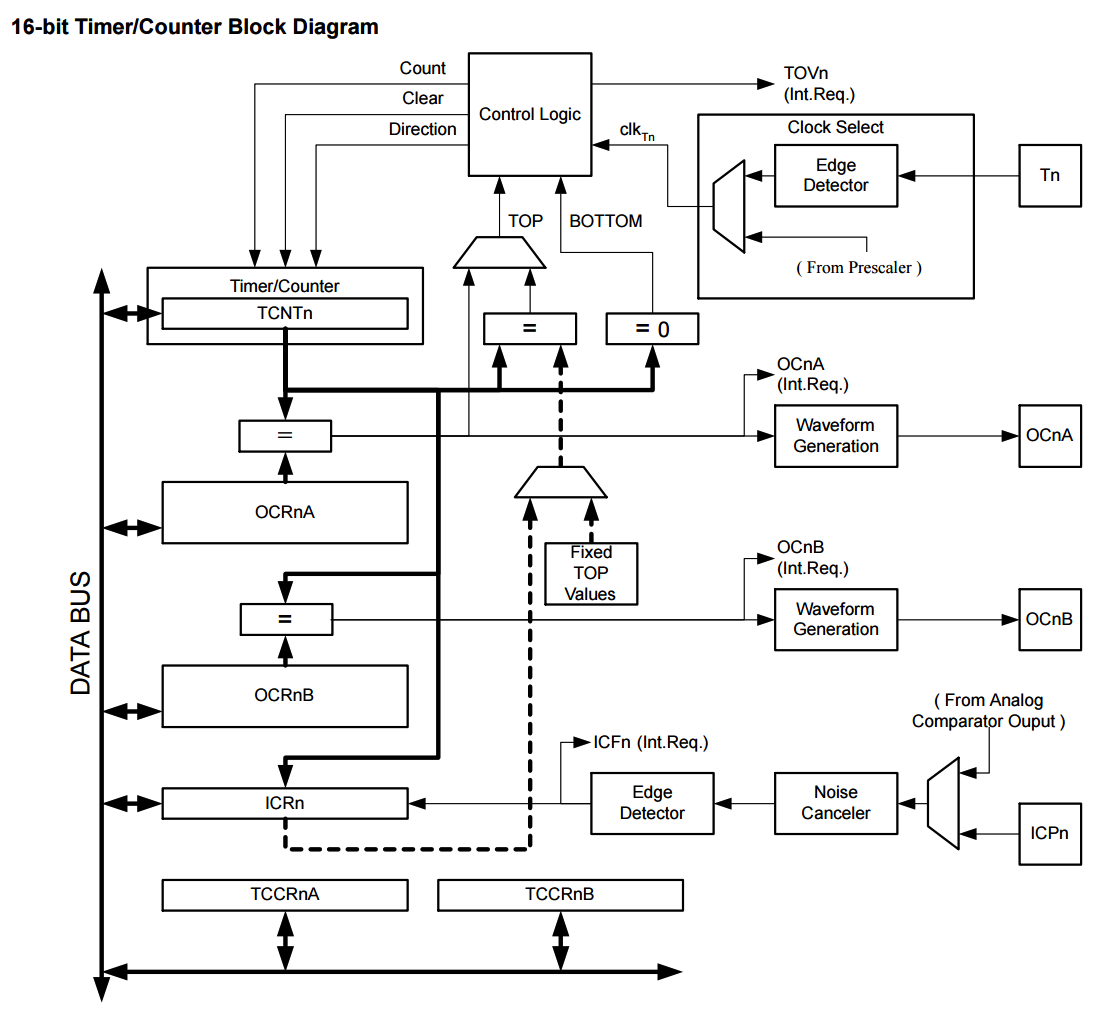 16-bit Timer/Counter Block Diagram
Count
Clear
Direction
Control Logic
TOVn
(Int.Req.)
clkTn
Clock Select
Edge
Detector
Tn
( From Prescaler )
TOP
BOTTOM
Timer/Counter
TCNTn
=
= 0
OCnA
(Int.Req.)
=
Waveform
Generation
OCnA
OCRnA
Fixed
TOP
Values
OCnB
(Int.Req.)
=
Waveform
Generation
OCnB
DATA BUS
OCRnB
( From Analog
Comparator Ouput )
ICFn (Int.Req.)
ICRn
Edge
Detector
Noise
Canceler
ICPn
TCCRnA
TCCRnB